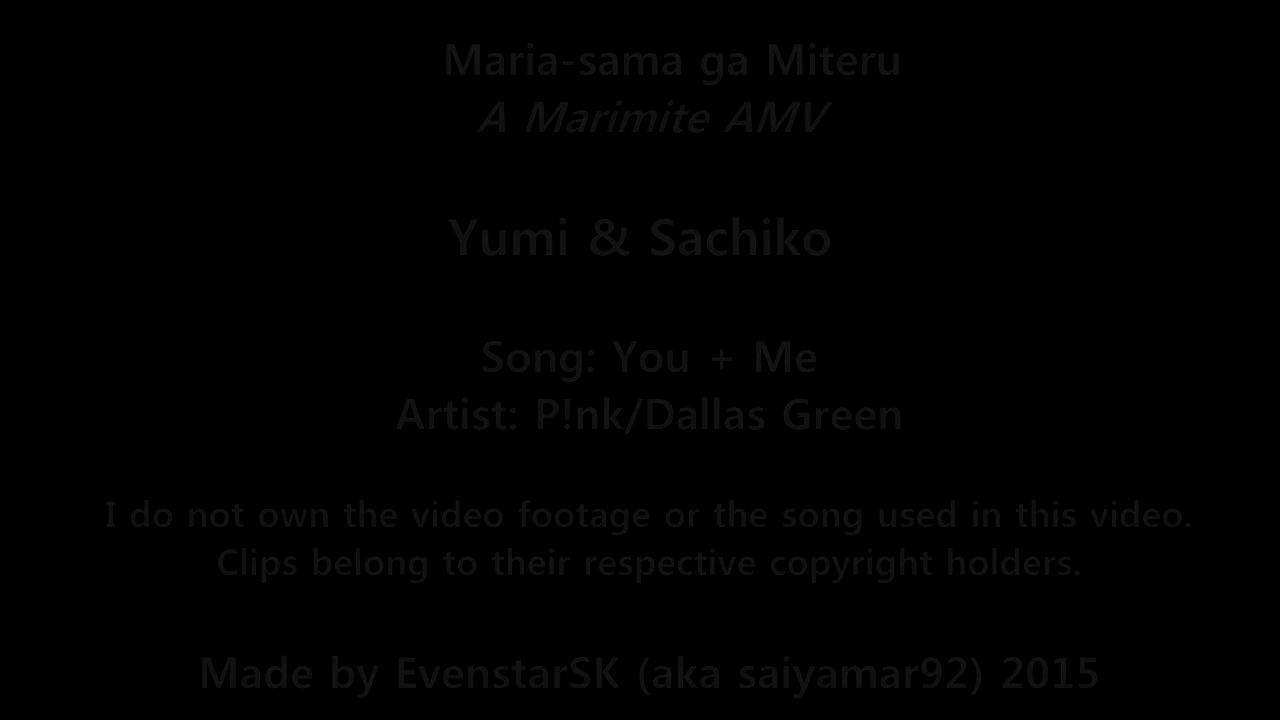 Maria-sama ga Miteru
A Marimite AMV
Yumi & Sachiko
Song: You + Me
Artist: P!nk/Dallas Green
I do not own the video footage or the song used in this video.
Clips belong to their respective copyright holders.
Made by EvenstarSK (aka saiyamar92) 2015